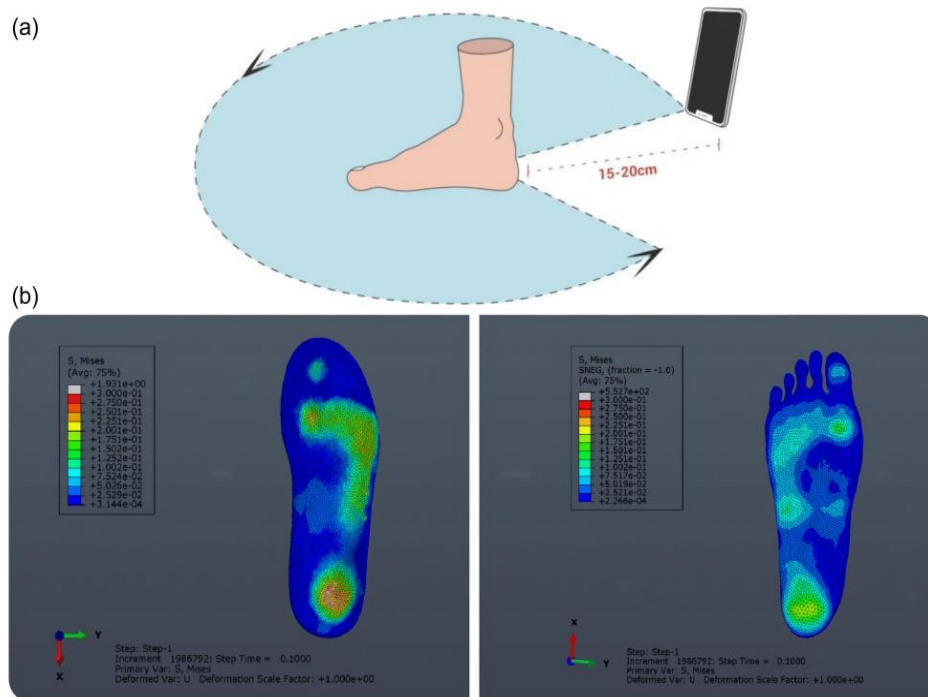 (a)
15-20cm
(b)
S, Mises
(Avg: 75%)
+1.931e+00
+3.000e-01
+2.750e-01
+2.501e-01
+2.251e-01
+2.001e-01
+1.751e-01
+1.502e-01
+1.252e-01
+1.002e-01
+7.524e-02
+5.026e-02
+2.529e-02
+3.144e-04
Y
X
Step: Step-1
Increment 1986792: Step Time = 0.1000
Primary Var: S, Mises
Deformed Var: U Deformation Scale Factor: +1.000e+00
S, Mises
SNEG, (fraction = -1.0)
(Avg: 75%)
+5.527e+02
+3.000e-01
+2.750e-01
+2.500e-01
+2.251e-01
+2.001e-01
+1.751e-01
+1.501e-01
+1.251e-01
+1.001e-01
+7.517e-02
+5.019e-02
+2.521e-02
+2.266e-04
X
Y
Step: Step-1
Increment 1986792: Step Time = 0.1000
Primary Var: S, Mises
Deformed Var: U Deformation Scale Factor: +1.000e+00